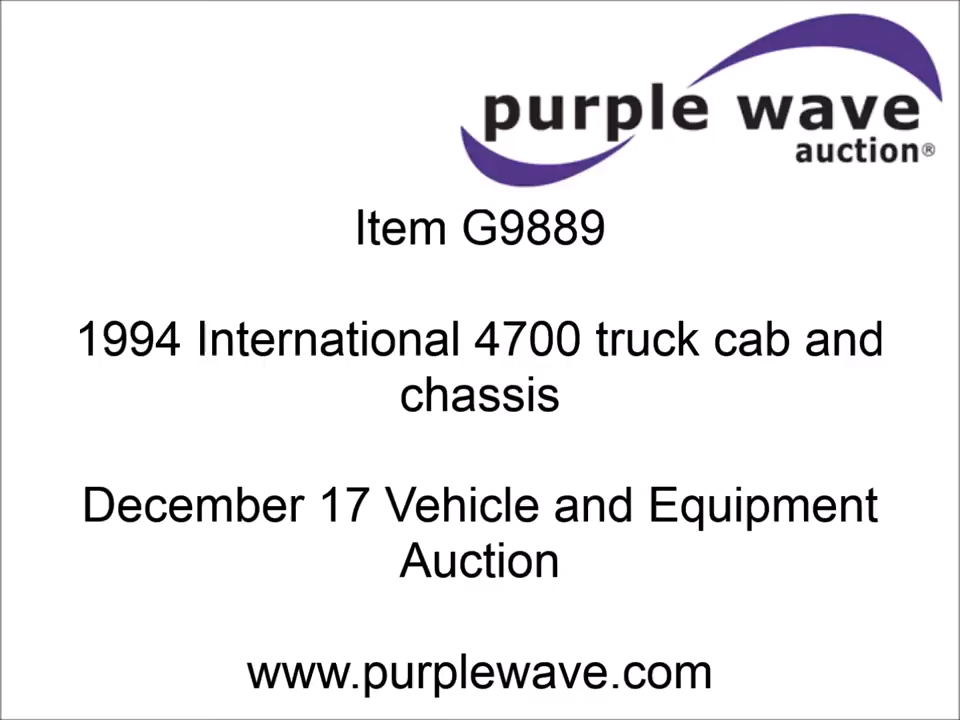 purple wave
auction®
Item G9889
1994 International 4700 truck cab and
chassis
December 17 Vehicle and Equipment
Auction
www.purplewave.com